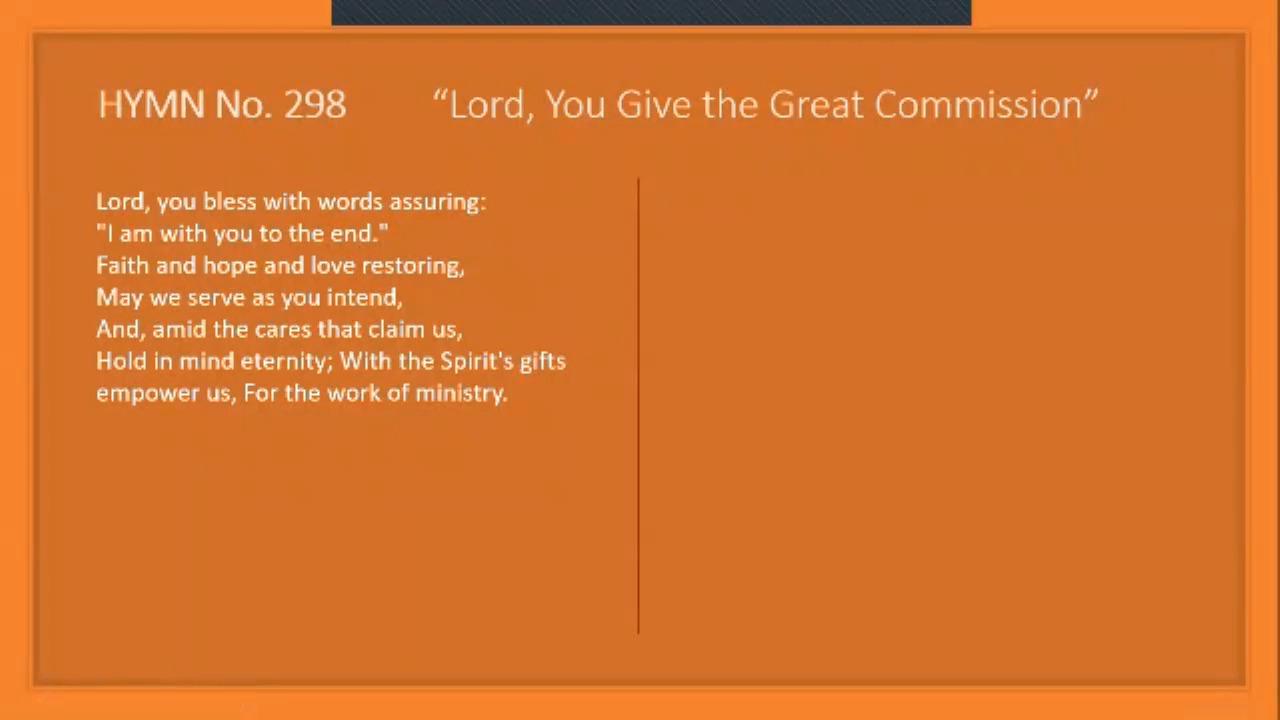 HYMN No. 298 “Lord, You Give the Great Commission”
Lord, you bless with words assuring:
"I am with you to the end."
Faith and hope and love restoring,
May we serve as you intend,
And, amid the cares that claim us,
Hold in mind eternity; With the Spirit's gifts
empower us, For the work of ministry.